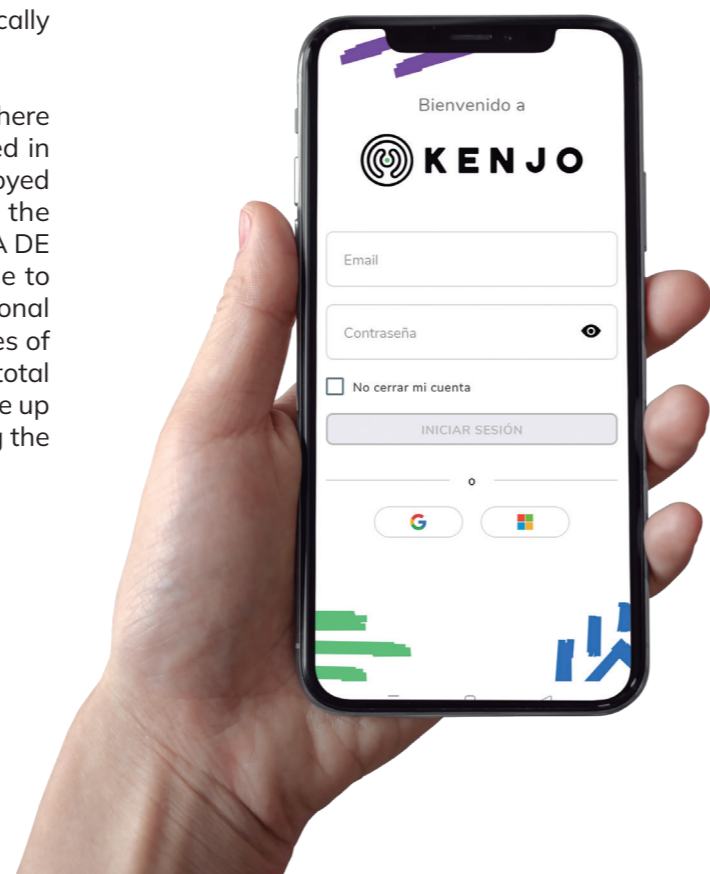 cally
here
ed in
oyed
the
A DE
e to
onal
es of
total
e up
g the
Bienvenido a
KENJO
Email
Contraseña
No cerrar mi cuenta
INICIAR SESIÓN
o